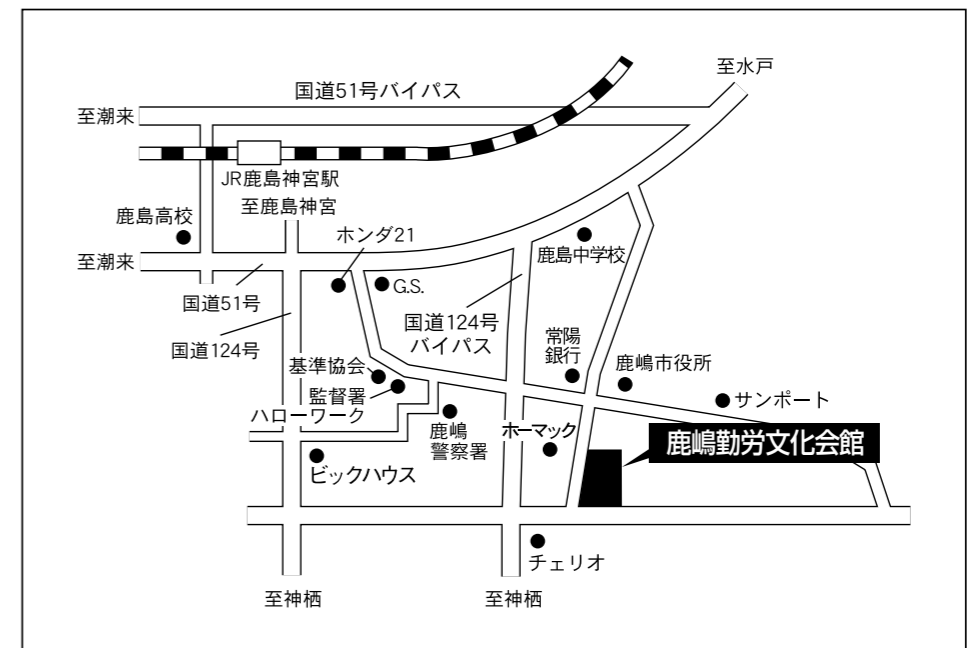 至水戸
国道51号バイパス
至潮来
JR鹿島神宮駅
至鹿島神宮
鹿島高校
ホンダ21
鹿島中学校
至潮来
G.S.
国道51号
国道124号
バイパス
国道124号
常陽
銀行
基準協会
鹿嶋市役所
監督署
サンポート
ハローワーク
鹿嶋
警察署
ホーマック
鹿嶋勤労文化会館
ビックハウス
チェリオ
至神栖
至神栖